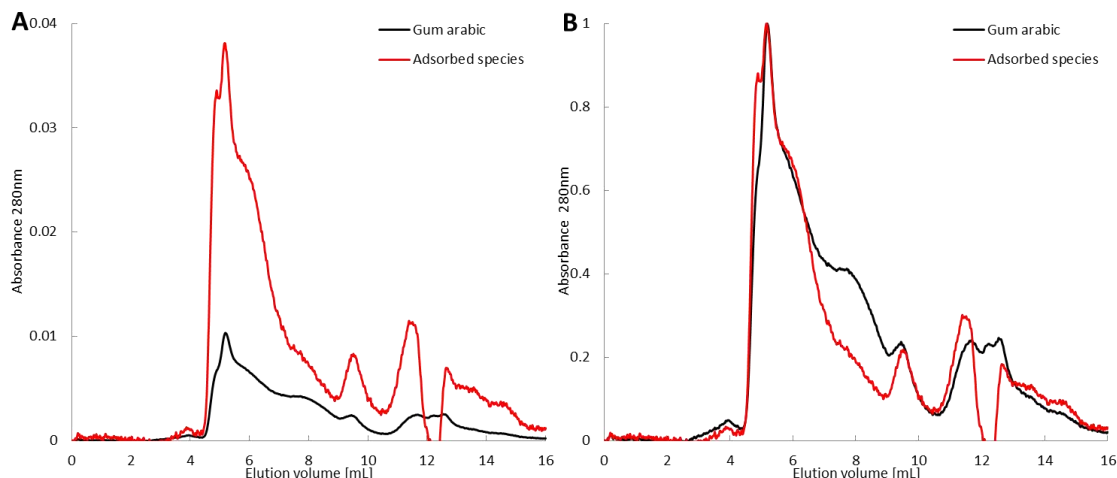 A
Gum arabic
Adsorbed species
Absorbance 280nm
0.04
0.03
0.02
0.01
0
0 2 4 6 8 10 12 14 16
Elution volume [mL]
B
Gum arabic
Adsorbed species
Absorbance 280nm
1
0.8
0.6
0.4
0.2
0
0 2 4 6 8 10 12 14 16
Elution volume [mL]